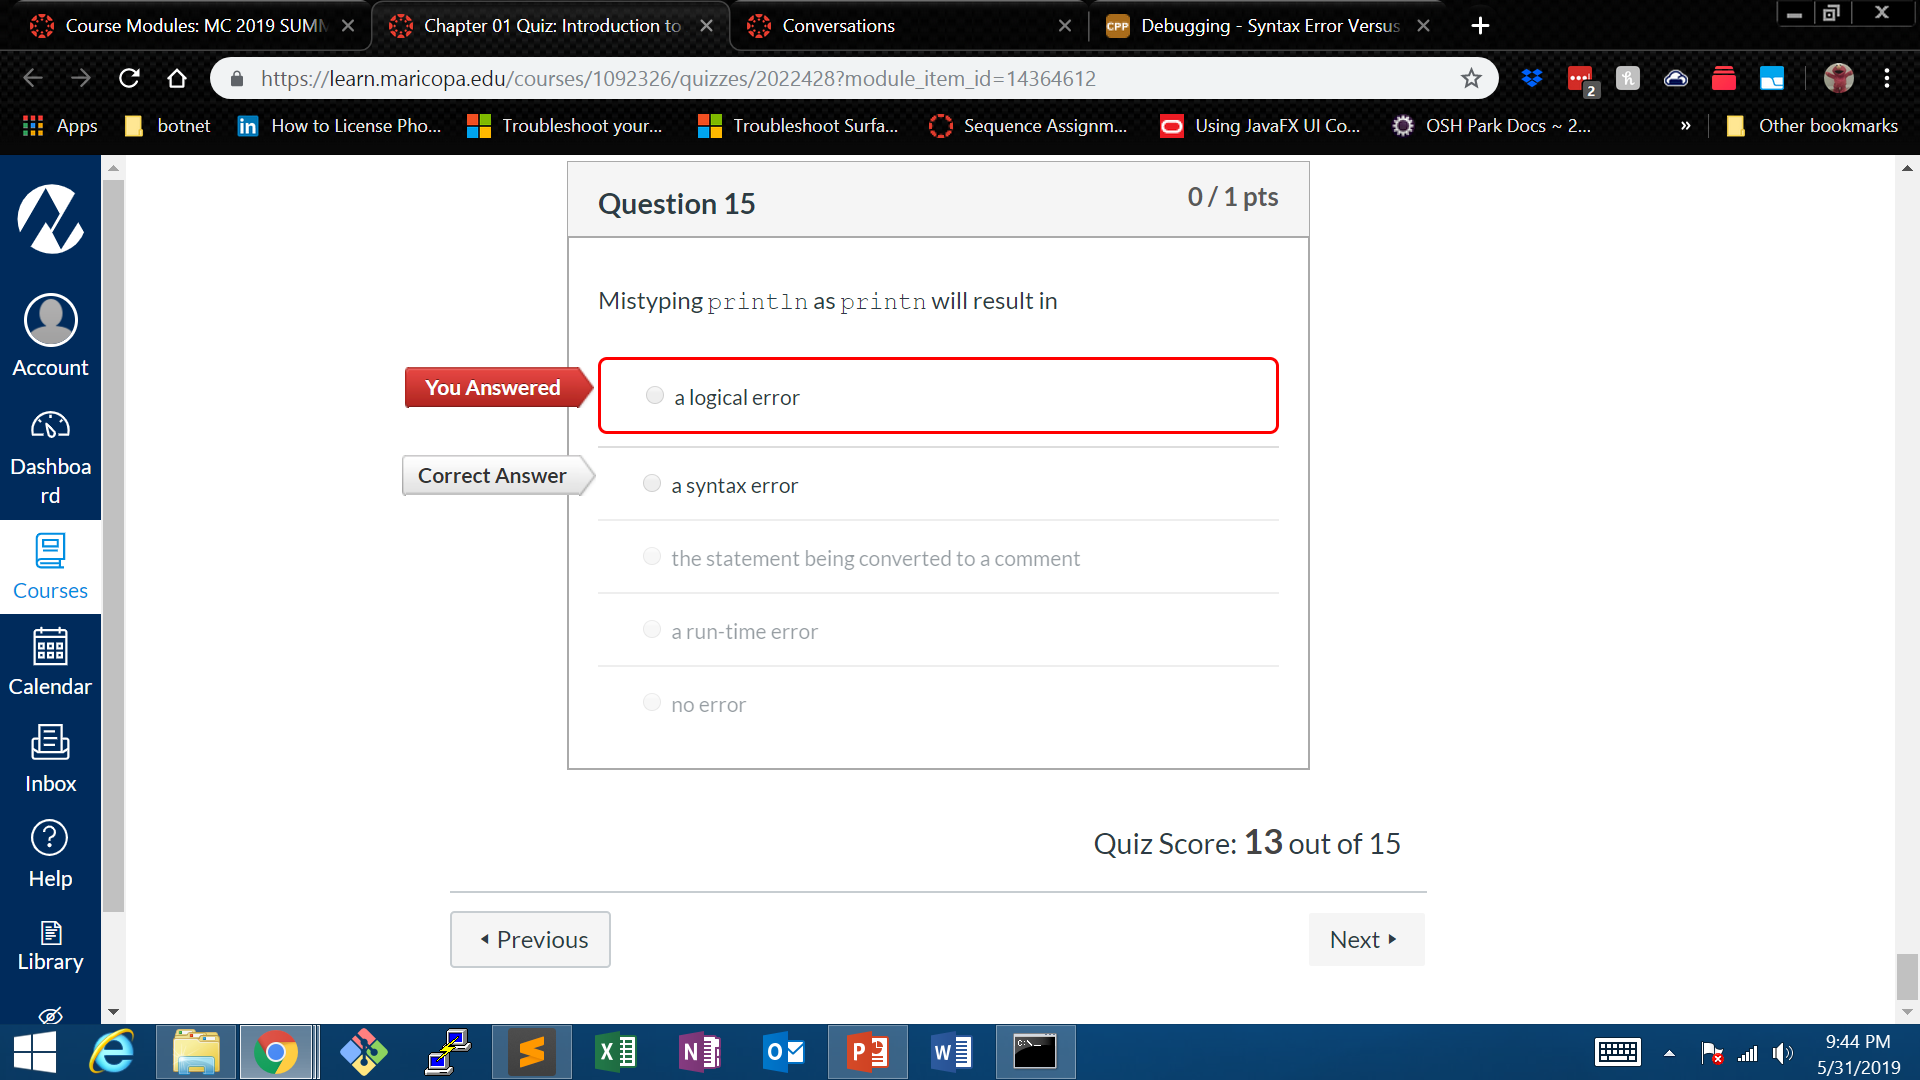 Course Modules: MC 2019 SUMM
Chapter 01 Quiz: Introduction to
Conversations
CPP
Debugging - Syntax Error Versus
https://learn.maricopa.edu/courses/1092326/quizzes/2022428?module_item_id=14364612
2
Apps
botnet
in
How to License Pho...
Troubleshoot your...
Troubleshoot Surfa...
Sequence Assignm...
Using JavaFX UI Co...
OSH Park Docs ~ 2...
»
Other bookmarks
Account
Dashboa
rd
Courses
Calendar
Inbox
Help
Library
Question 15
0 / 1 pts
Mistyping println as printn will result in
You Answered
a logical error
Correct Answer
a syntax error
the statement being converted to a comment
a run-time error
no error
Quiz Score: 13 out of 15
Previous
Next
9:44 PM
5/31/2019